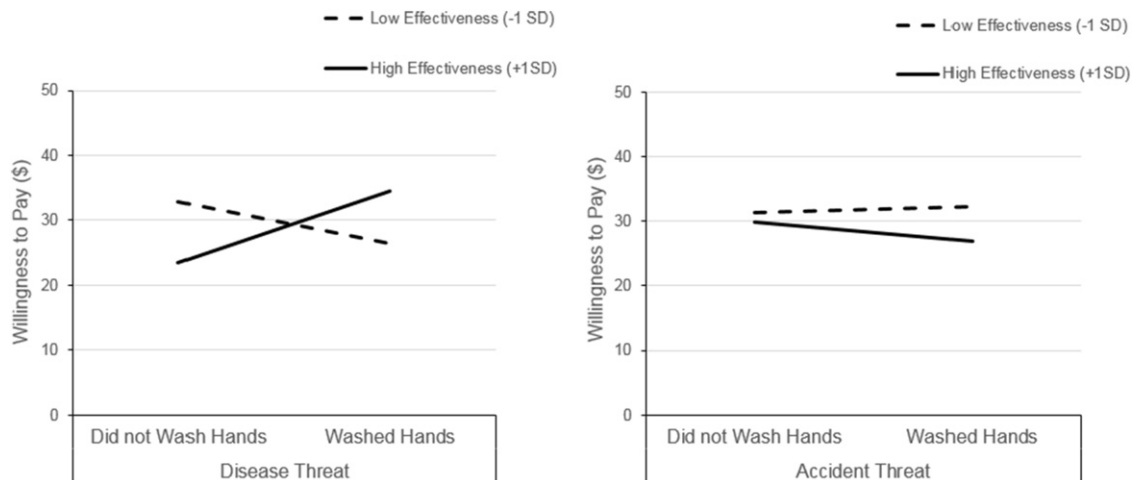 Low Effectiveness (-1 SD)
High Effectiveness (+1SD)
Willingness to Pay ($)
50
40
30
20
10
0
Did not Wash Hands Washed Hands
Disease Threat
Low Effectiveness (-1 SD)
High Effectiveness (+1SD)
Willingness to Pay ($)
50
40
30
20
10
0
Did not Wash Hands Washed Hands
Accident Threat